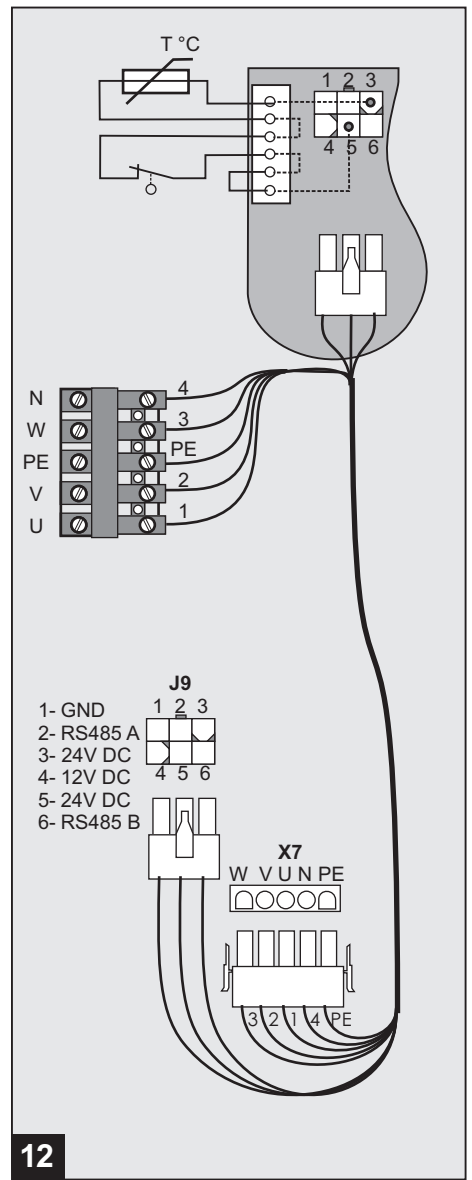 T °C
1 2 3
4 5 6
N 4
W 3
PE PE
V 2
U 1
J9
1- GND
2- RS485 A
3- 24V DC
4- 12V DC
5- 24V DC
6- RS485 B
1 2 3
4 5 6
X7
W V U N PE
3 2 1 4 PE
12